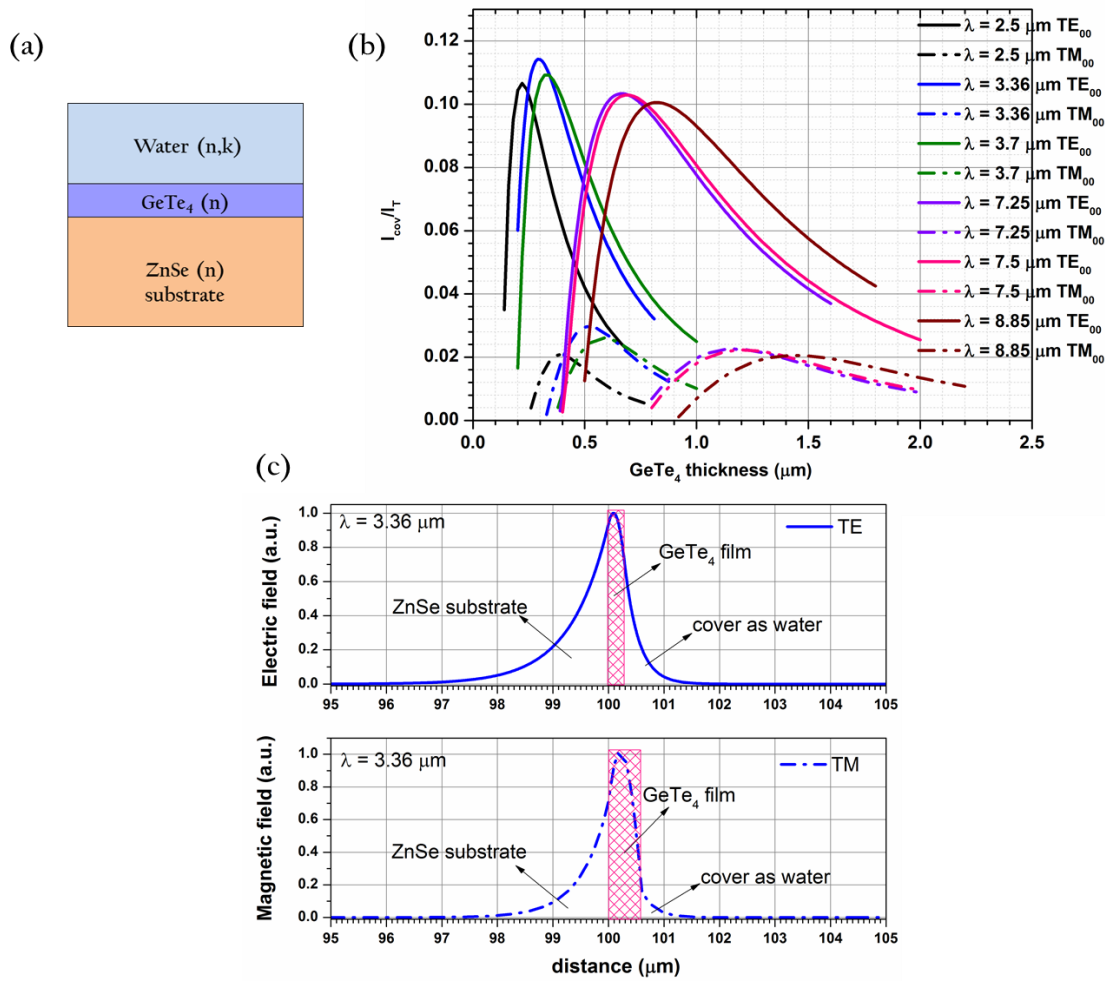 (a)
Water (n,k)
GeTe₄ (n)
ZnSe (n)
substrate
(b)
I_cov/I_T
0.12
0.10
0.08
0.06
0.04
0.02
0.00
0.0 0.5 1.0 1.5 2.0 2.5
GeTe₄ thickness (μm)
λ = 2.5 μm TE₀₀
λ = 2.5 μm TM₀₀
λ = 3.36 μm TE₀₀
λ = 3.36 μm TM₀₀
λ = 3.7 μm TE₀₀
λ = 3.7 μm TM₀₀
λ = 7.25 μm TE₀₀
λ = 7.25 μm TM₀₀
λ = 7.5 μm TE₀₀
λ = 7.5 μm TM₀₀
λ = 8.85 μm TE₀₀
λ = 8.85 μm TM₀₀
(c)
Electric field (a.u.)
1.0
0.8
0.6
0.4
0.2
0.0
λ = 3.36 μm
TE
GeTe₄ film
ZnSe substrate
cover as water
95 96 97 98 99 100 101 102 103 104 105
Magnetic field (a.u.)
1.0
0.8
0.6
0.4
0.2
0.0
λ = 3.36 μm
TM
GeTe₄ film
ZnSe substrate
cover as water
95 96 97 98 99 100 101 102 103 104 105
distance (μm)